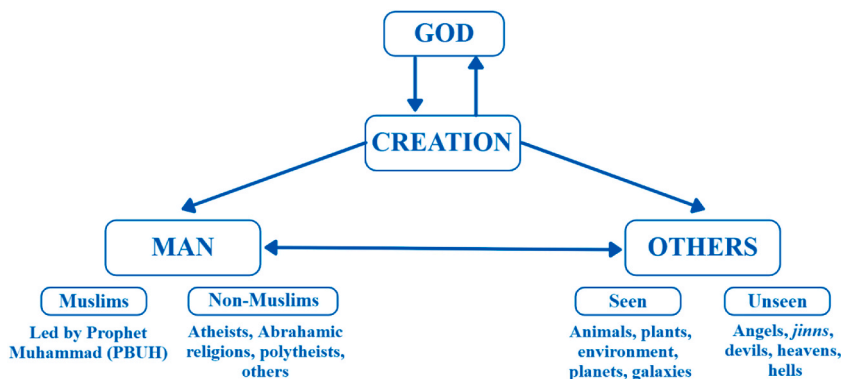 GOD
CREATION
MAN
OTHERS
Muslims
Non-Muslims
Seen
Unseen
Led by Prophet
Muhammad (PBUH)
Atheists, Abrahamic
religions, polytheists,
others
Animals, plants,
environment,
planets, galaxies
Angels, jinns,
devils, heavens,
hells